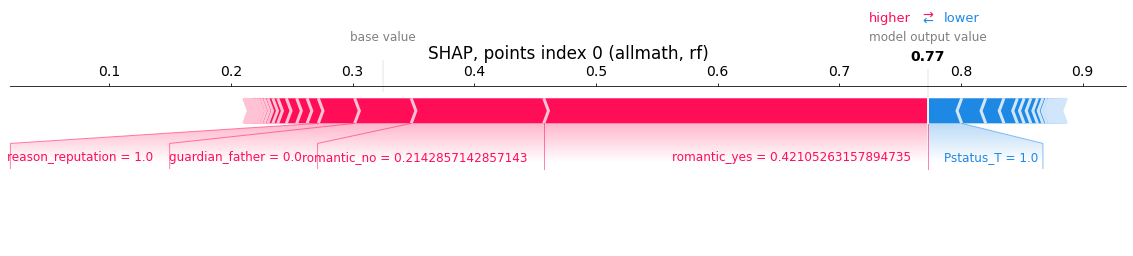 higher ⇄ lower
base value
model output value
SHAP, points index 0 (allmath, rf)
0.77
0.1 0.2 0.3 0.4 0.5 0.6 0.7 0.8 0.9
reason_reputation = 1.0 guardian_father = 0.0 romantic_no = 0.2142857142857143 romantic_yes = 0.42105263157894735 Pstatus_T = 1.0